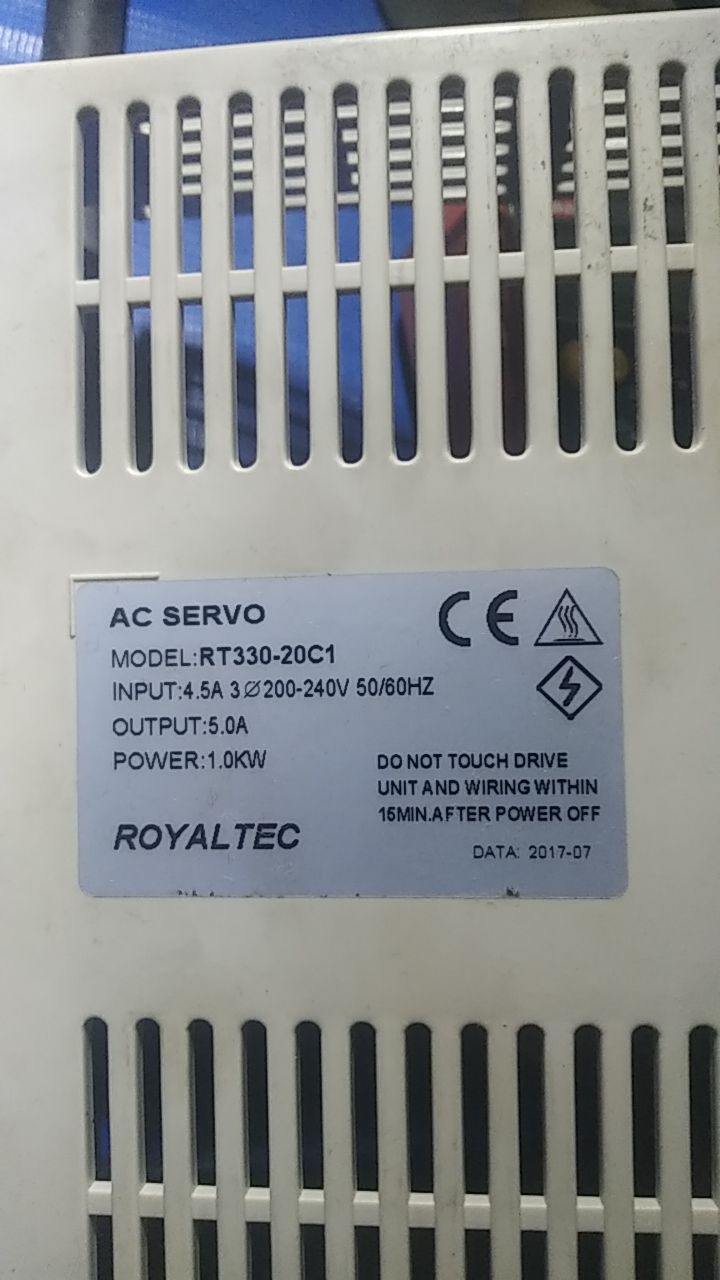 AC SERVO
CE
MODEL:RT330-20C1
INPUT:4.5A 3∅200-240V 50/60HZ
OUTPUT:5.0A
POWER:1.0KW
DO NOT TOUCH DRIVE
UNIT AND WIRING WITHIN
15MIN.AFTER POWER OFF
ROYALTEC
DATA: 2017-07